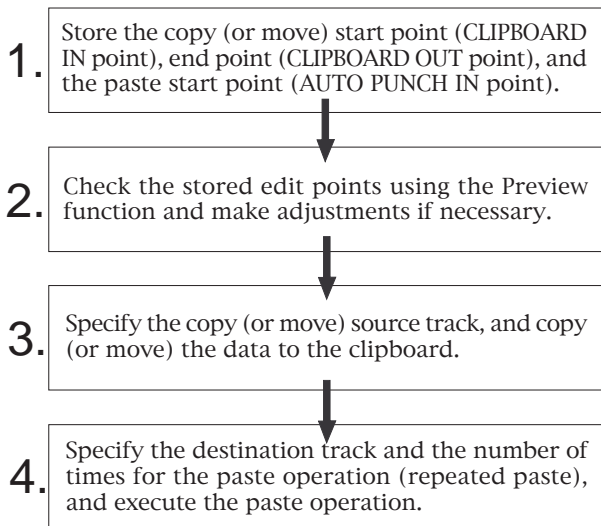 1.
Store the copy (or move) start point (CLIPBOARD
IN point), end point (CLIPBOARD OUT point), and
the paste start point (AUTO PUNCH IN point).
2.
Check the stored edit points using the Preview
function and make adjustments if necessary.
3.
Specify the copy (or move) source track, and copy
(or move) the data to the clipboard.
4.
Specify the destination track and the number of
times for the paste operation (repeated paste),
and execute the paste operation.